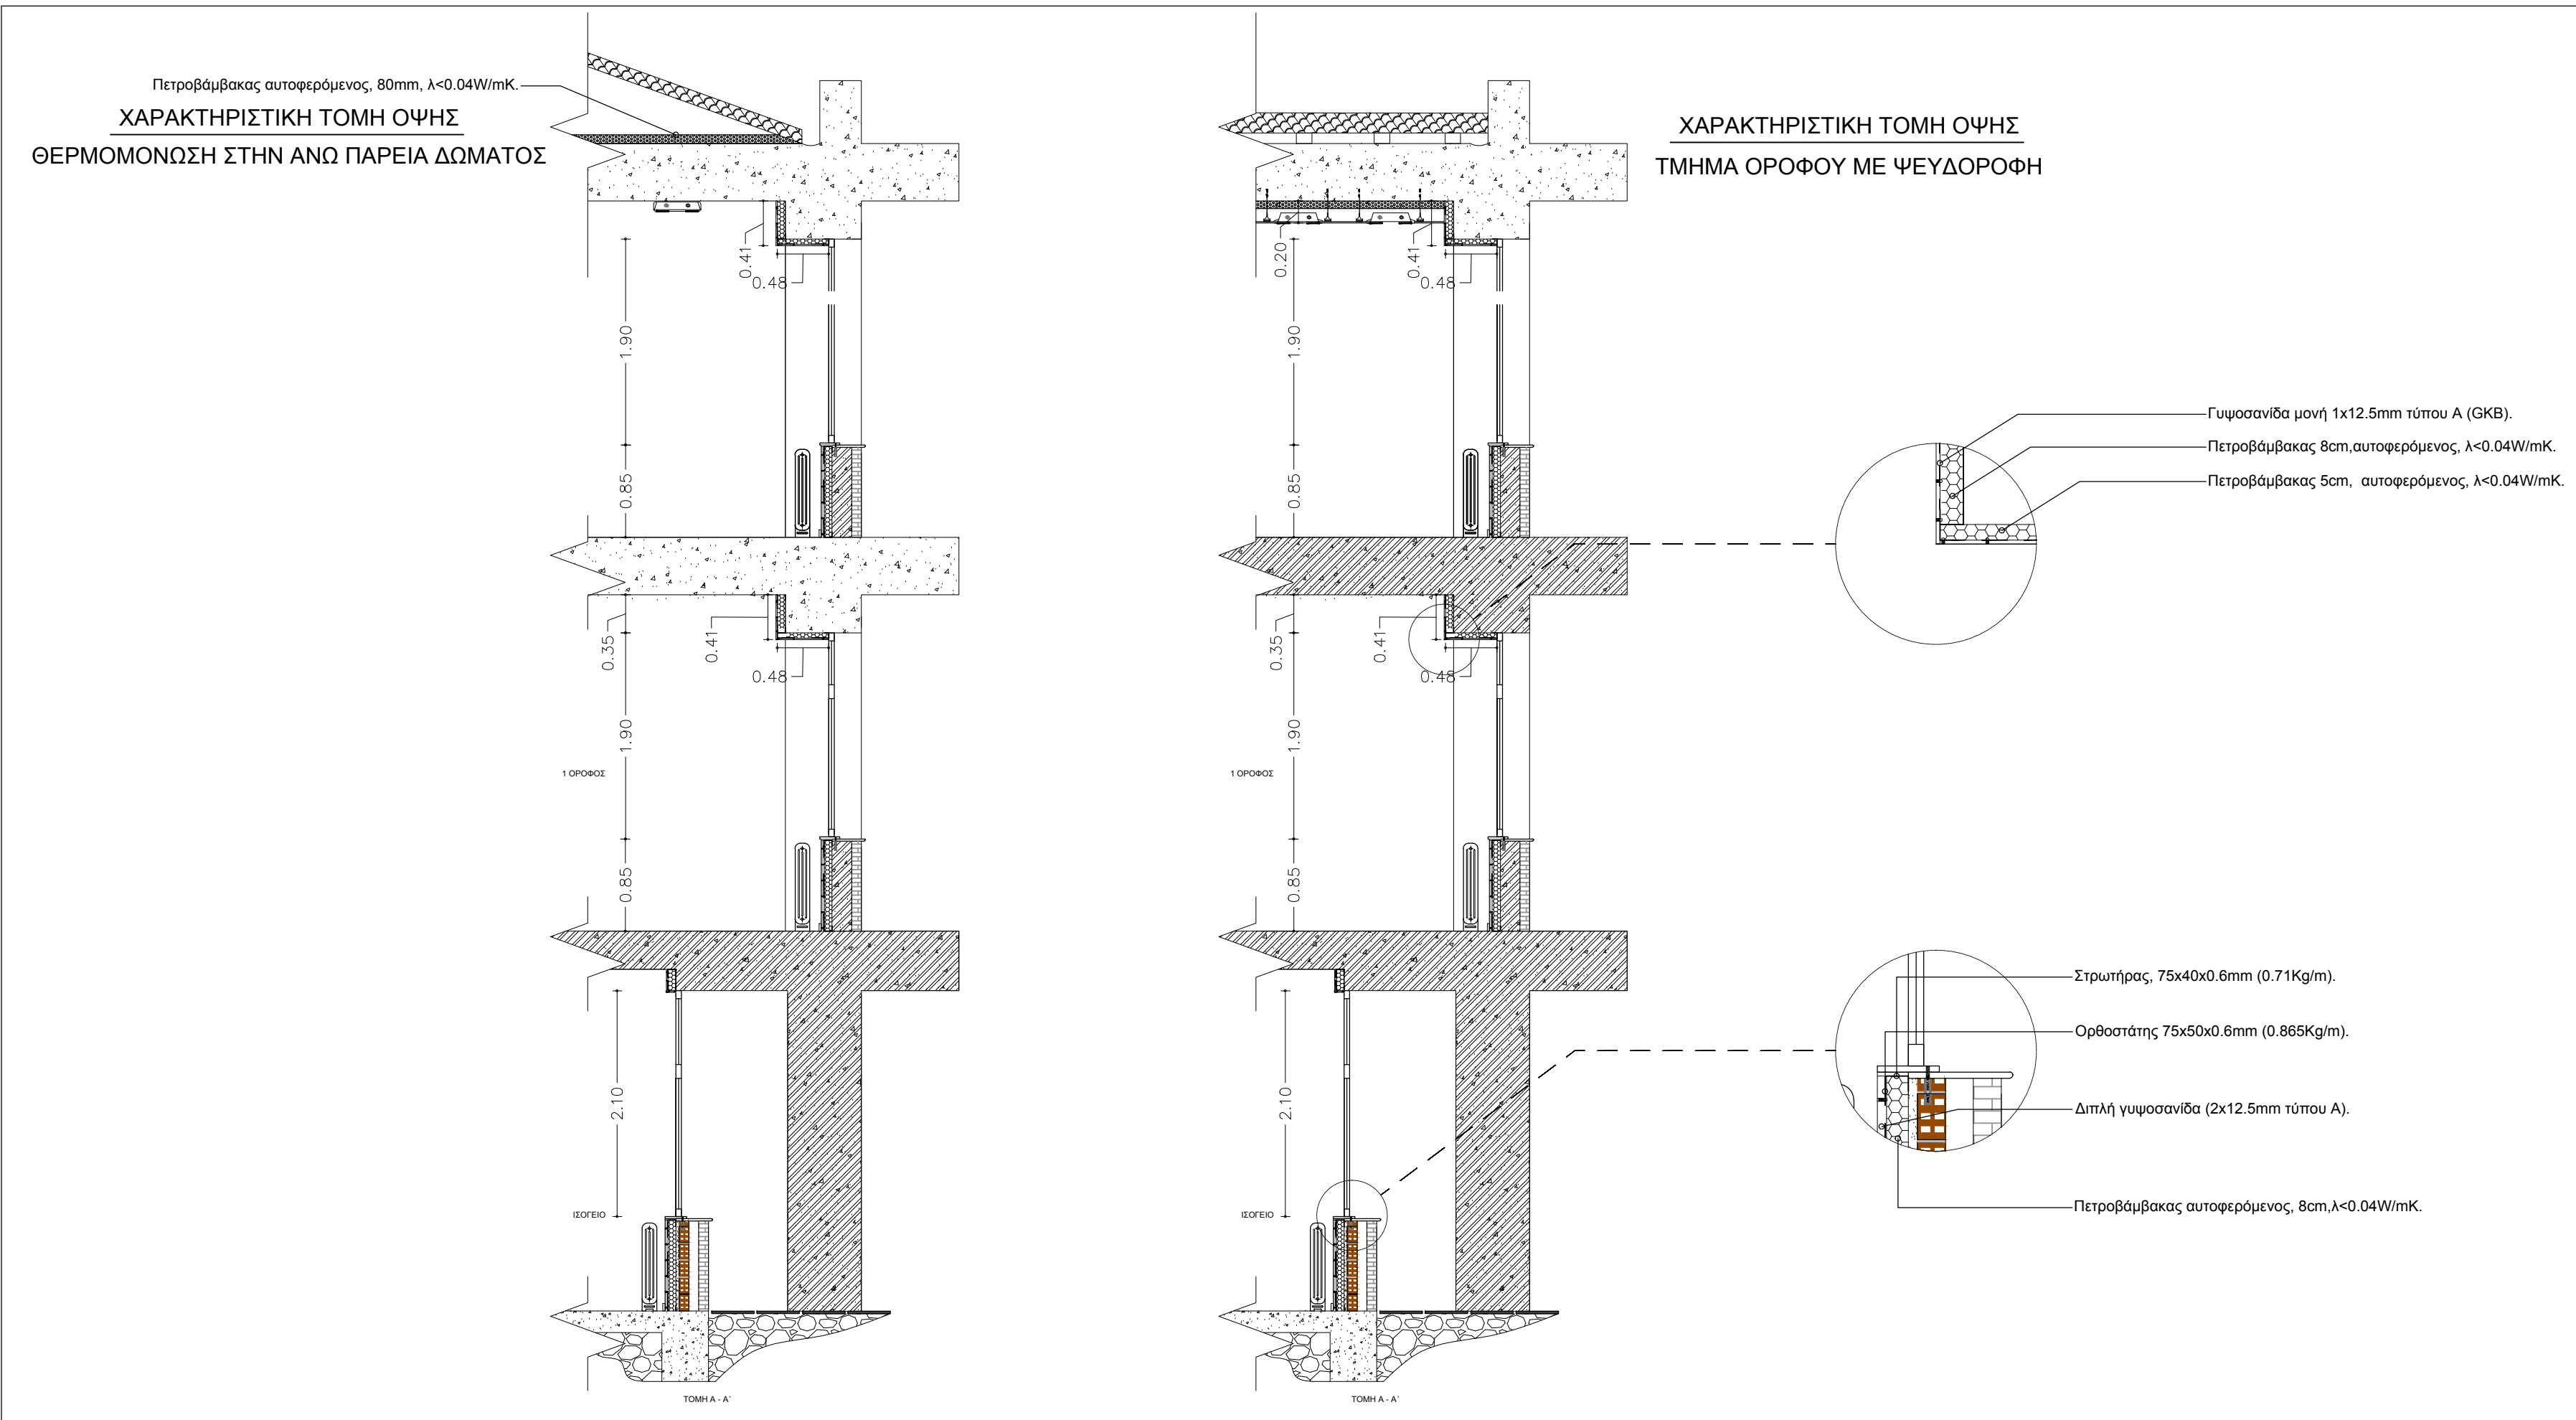 Πετροβάμβακας αυτοφερόμενος, 80mm, λ<0.04W/mK.
ΧΑΡΑΚΤΗΡΙΣΤΙΚΗ ΤΟΜΗ ΟΨΗΣ
ΘΕΡΜΟΜΟΝΩΣΗ ΣΤΗΝ ΑΝΩ ΠΑΡΕΙΑ ΔΩΜΑΤΟΣ
0.41
0.48
1.90
0.85
0.35
0.41
0.48
1.90
1 ΟΡΟΦΟΣ
0.85
2.10
ΙΣΟΓΕΙΟ
ΤΟΜΗ Α - Α΄
ΧΑΡΑΚΤΗΡΙΣΤΙΚΗ ΤΟΜΗ ΟΨΗΣ
ΤΜΗΜΑ ΟΡΟΦΟΥ ΜΕ ΨΕΥΔΟΡΟΦΗ
0.20
0.41
0.48
1.90
0.85
0.35
0.41
0.48
1.90
1 ΟΡΟΦΟΣ
0.85
2.10
ΙΣΟΓΕΙΟ
ΤΟΜΗ Α - Α΄
Γυψοσανίδα μονή 1x12.5mm τύπου Α (GKB).
Πετροβάμβακας 8cm,αυτοφερόμενος, λ<0.04W/mK.
Πετροβάμβακας 5cm, αυτοφερόμενος, λ<0.04W/mK.
Στρωτήρας, 75x40x0.6mm (0.71Kg/m).
Ορθοστάτης 75x50x0.6mm (0.865Kg/m).
Διπλή γυψοσανίδα (2x12.5mm τύπου Α).
Πετροβάμβακας αυτοφερόμενος, 8cm,λ<0.04W/mK.